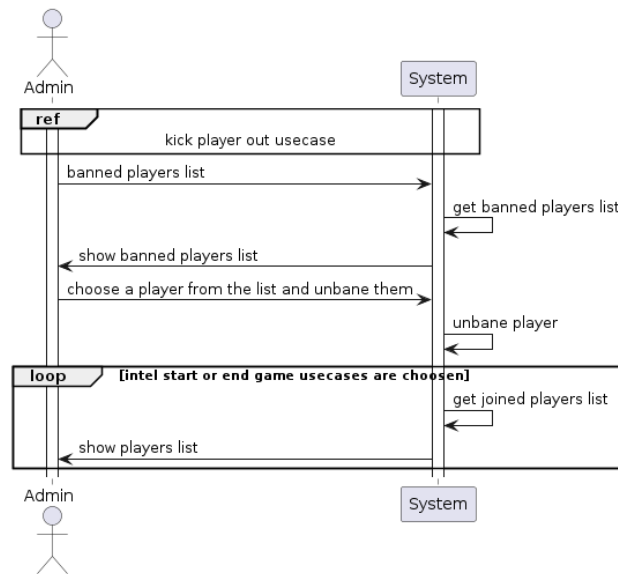 Admin
System
ref
kick player out usecase
banned players list
get banned players list
show banned players list
choose a player from the list and unbane them
unbane player
loop [intel start or end game usecases are choosen]
get joined players list
show players list
Admin
System